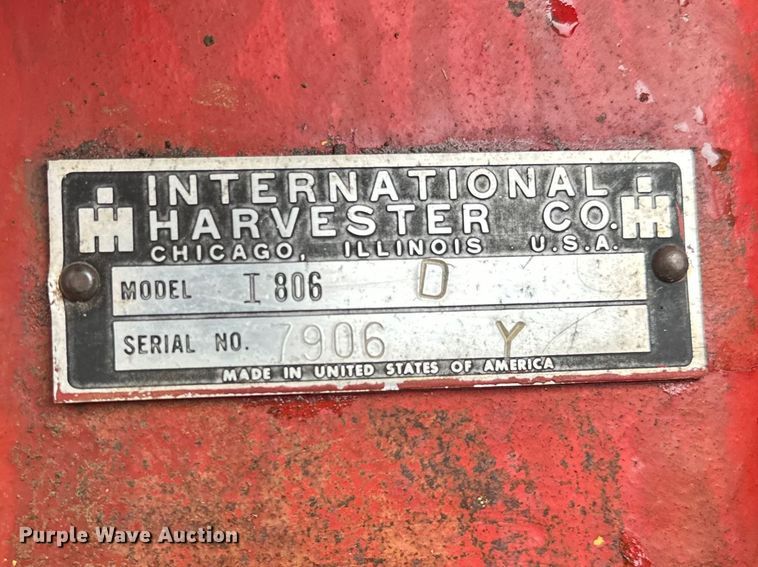 INTERNATIONAL
HARVESTER CO.
CHICAGO, ILLINOIS U.S.A.
MODEL I 806 D
SERIAL NO. 7906 Y
MADE IN UNITED STATES OF AMERICA
Purple Wave Auction